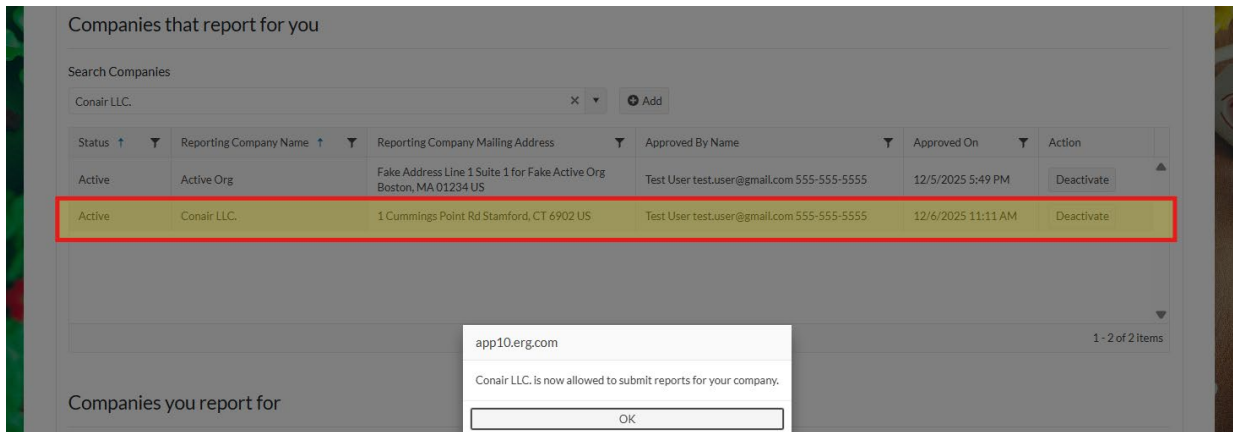 Companies that report for you
Search Companies
Conair LLC.
Add
Status Reporting Company Name Reporting Company Mailing Address Approved By Name Approved On Action
Active Active Org Fake Address Line 1 Suite 1 for Fake Active Org
Boston, MA 01234 US Test User test.user@gmail.com 555-555-5555 12/5/2025 5:49 PM Deactivate
Active Conair LLC. 1 Cummings Point Rd Stamford, CT 6902 US Test User test.user@gmail.com 555-555-5555 12/6/2025 11:11 AM Deactivate
1 - 2 of 2 items
app10.erg.com
Conair LLC. is now allowed to submit reports for your company.
OK
Companies you report for